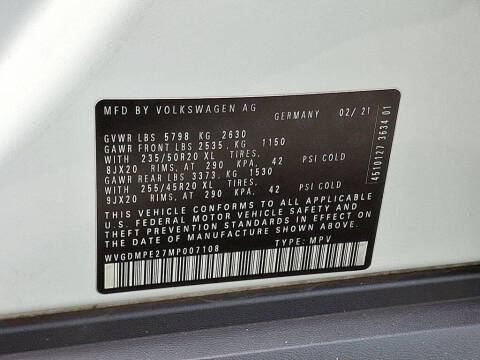 MFD BY VOLKSWAGEN AG
GERMANY 02/21
GVWR LBS 5798 KG 2630
GAWR FRONT LBS 2535. KG 1150
WITH 235/50R20 XL TIRES.
8JX20 RIMS, AT 290 KPA. 42 PSI COLD
GAWR REAR LBS 3373. KG 1530
WITH 255/45R20 XL TIRES.
9JX20 RIMS, AT 290 KPA. 42 PSI COLD
THIS VEHICLE CONFORMS TO ALL APPLICABLE
U.S. FEDERAL MOTOR VEHICLE SAFETY AND
THEFT PREVENTION STANDARDS IN EFFECT ON
THE DATE OF MANUFACTURE SHOWN ABOVE.
WVGDMPE27MP007108 TYPE: MPV
4510127 3634 01